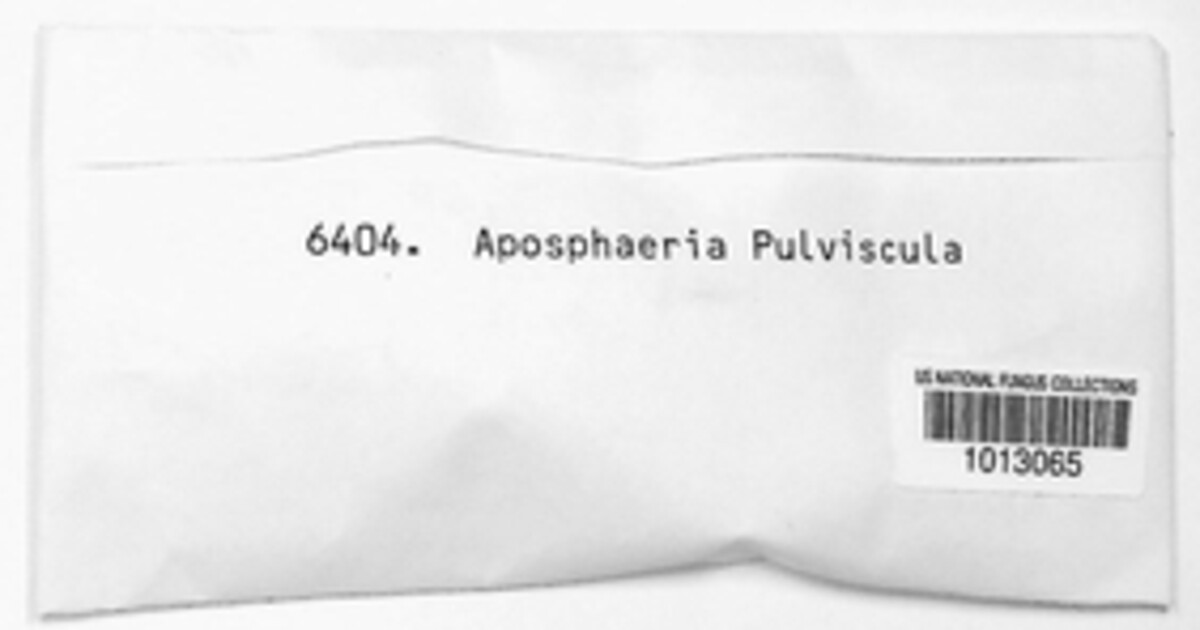 6404. Aposphaeria Pulviscula
US NATIONAL FUNGUS COLLECTIONS
1013065